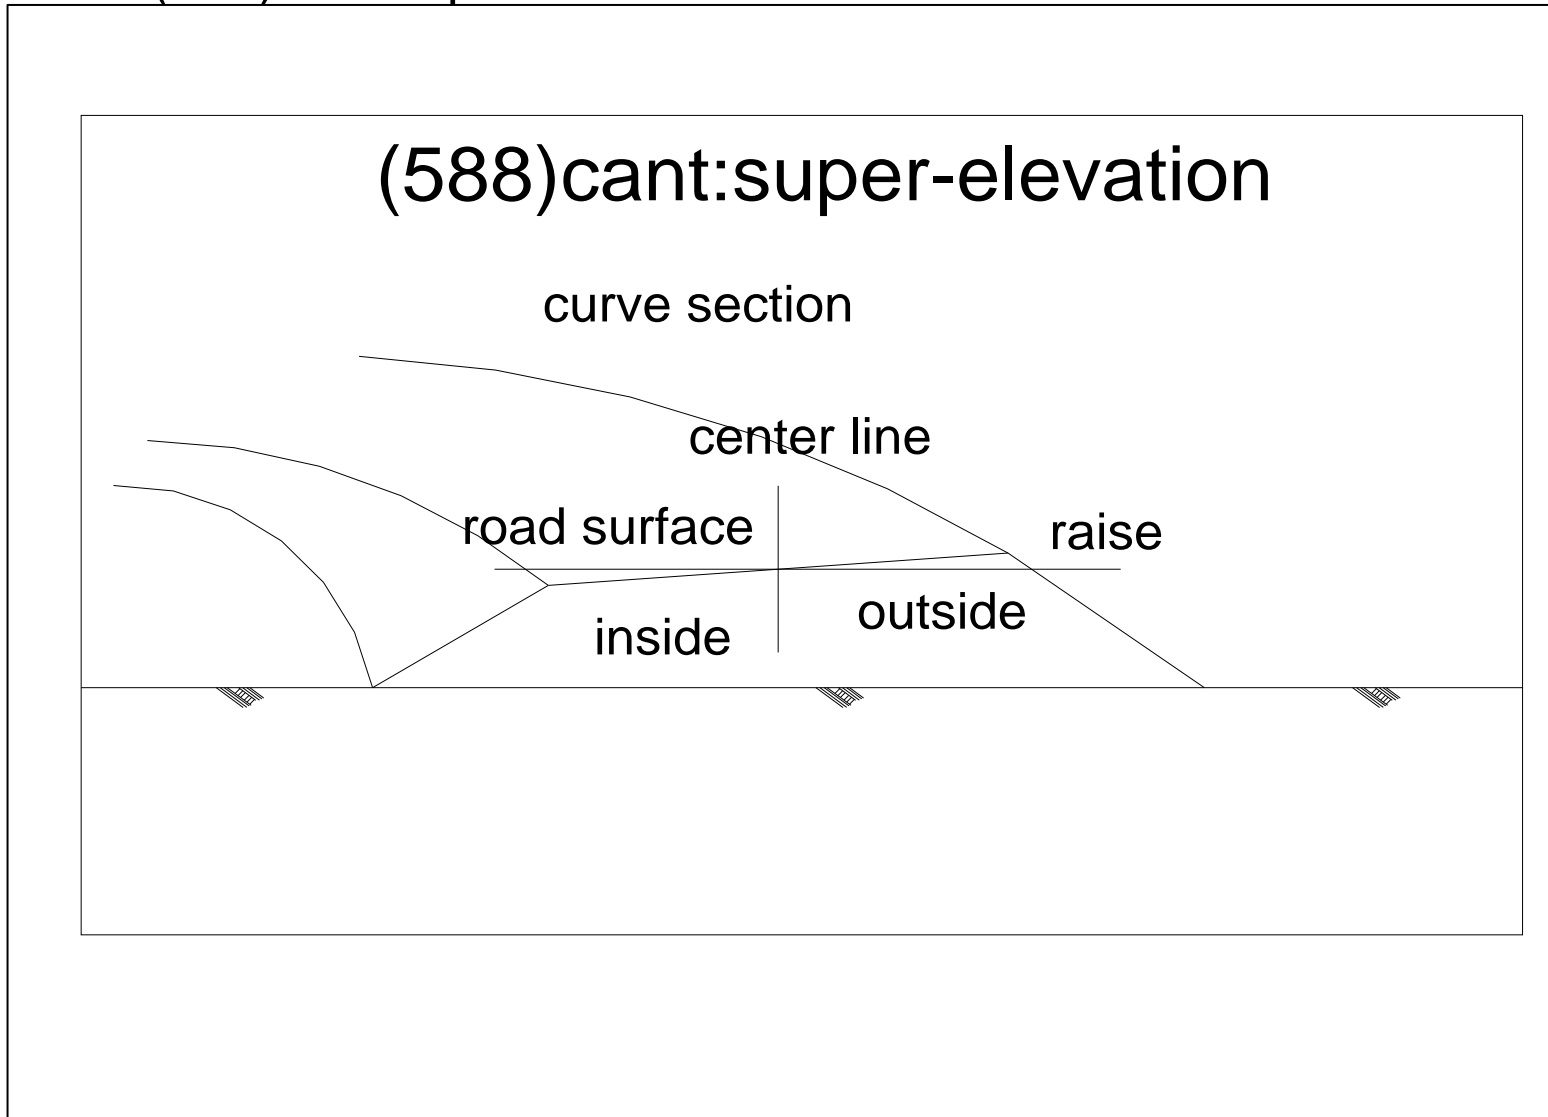 (588)cant:super-elevation
curve section
center line
road surface
raise
inside
outside